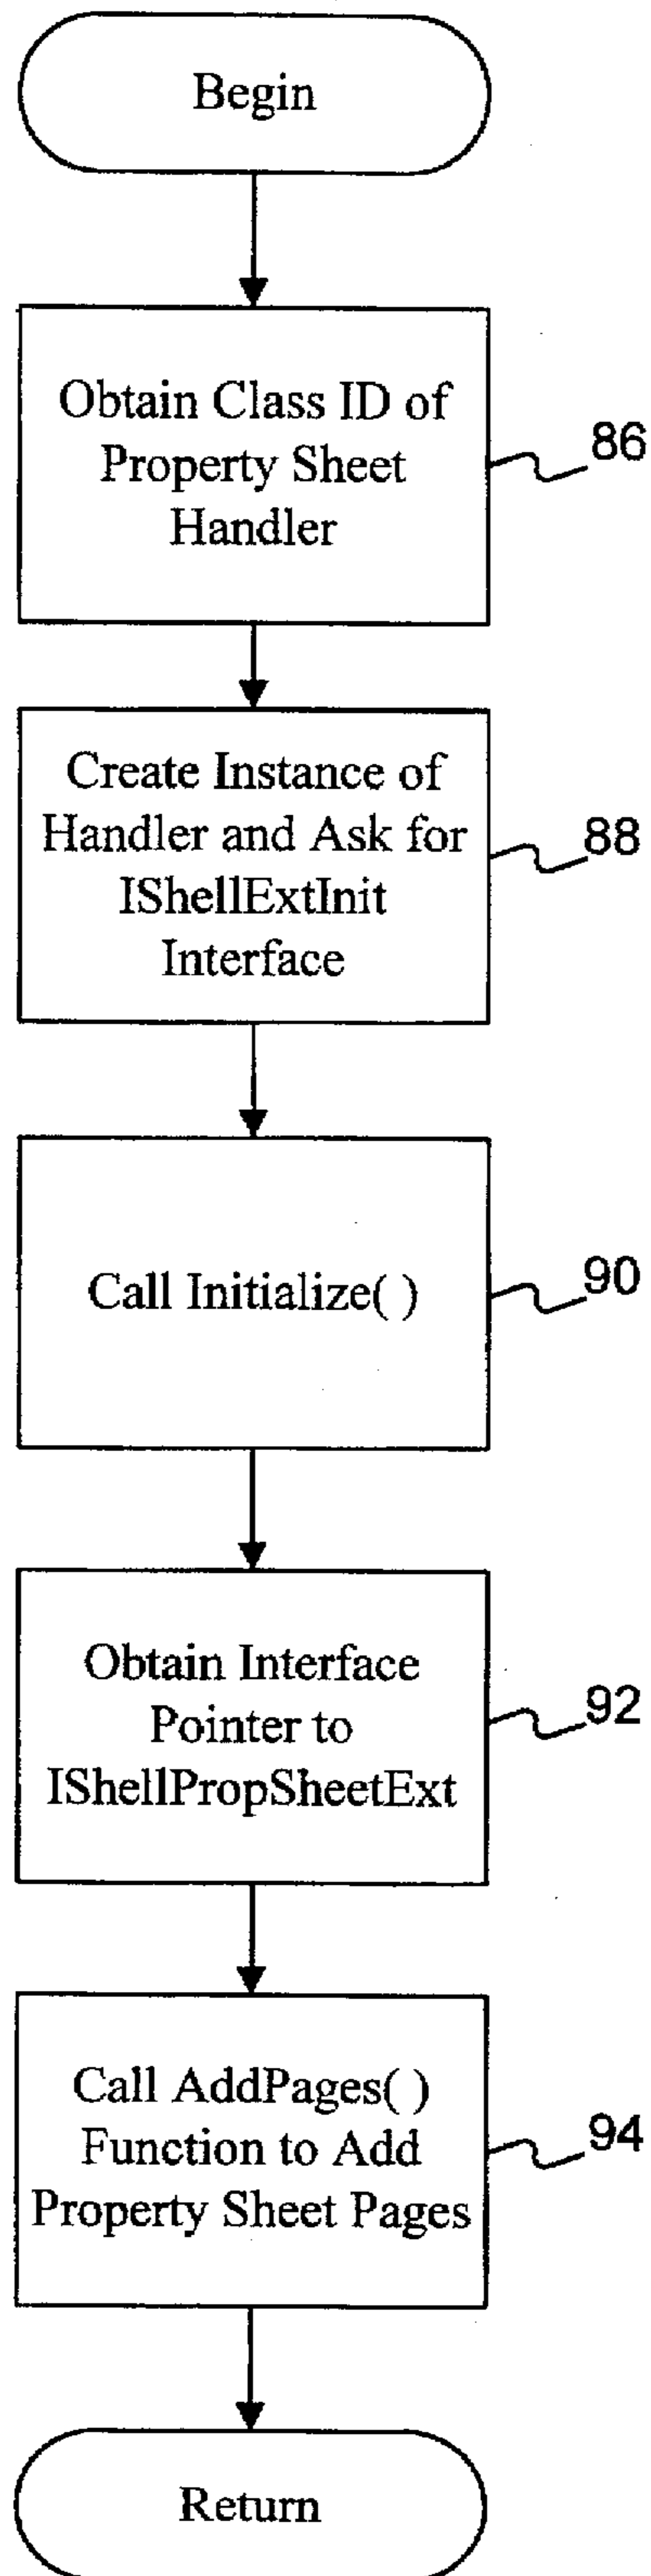 Begin
Obtain Class ID of
Property Sheet
Handler
86
Create Instance of
Handler and Ask for
IShellExtInit
Interface
88
Call Initialize( )
90
Obtain Interface
Pointer to
IShellPropSheetExt
92
Call AddPages( )
Function to Add
Property Sheet Pages
94
Return